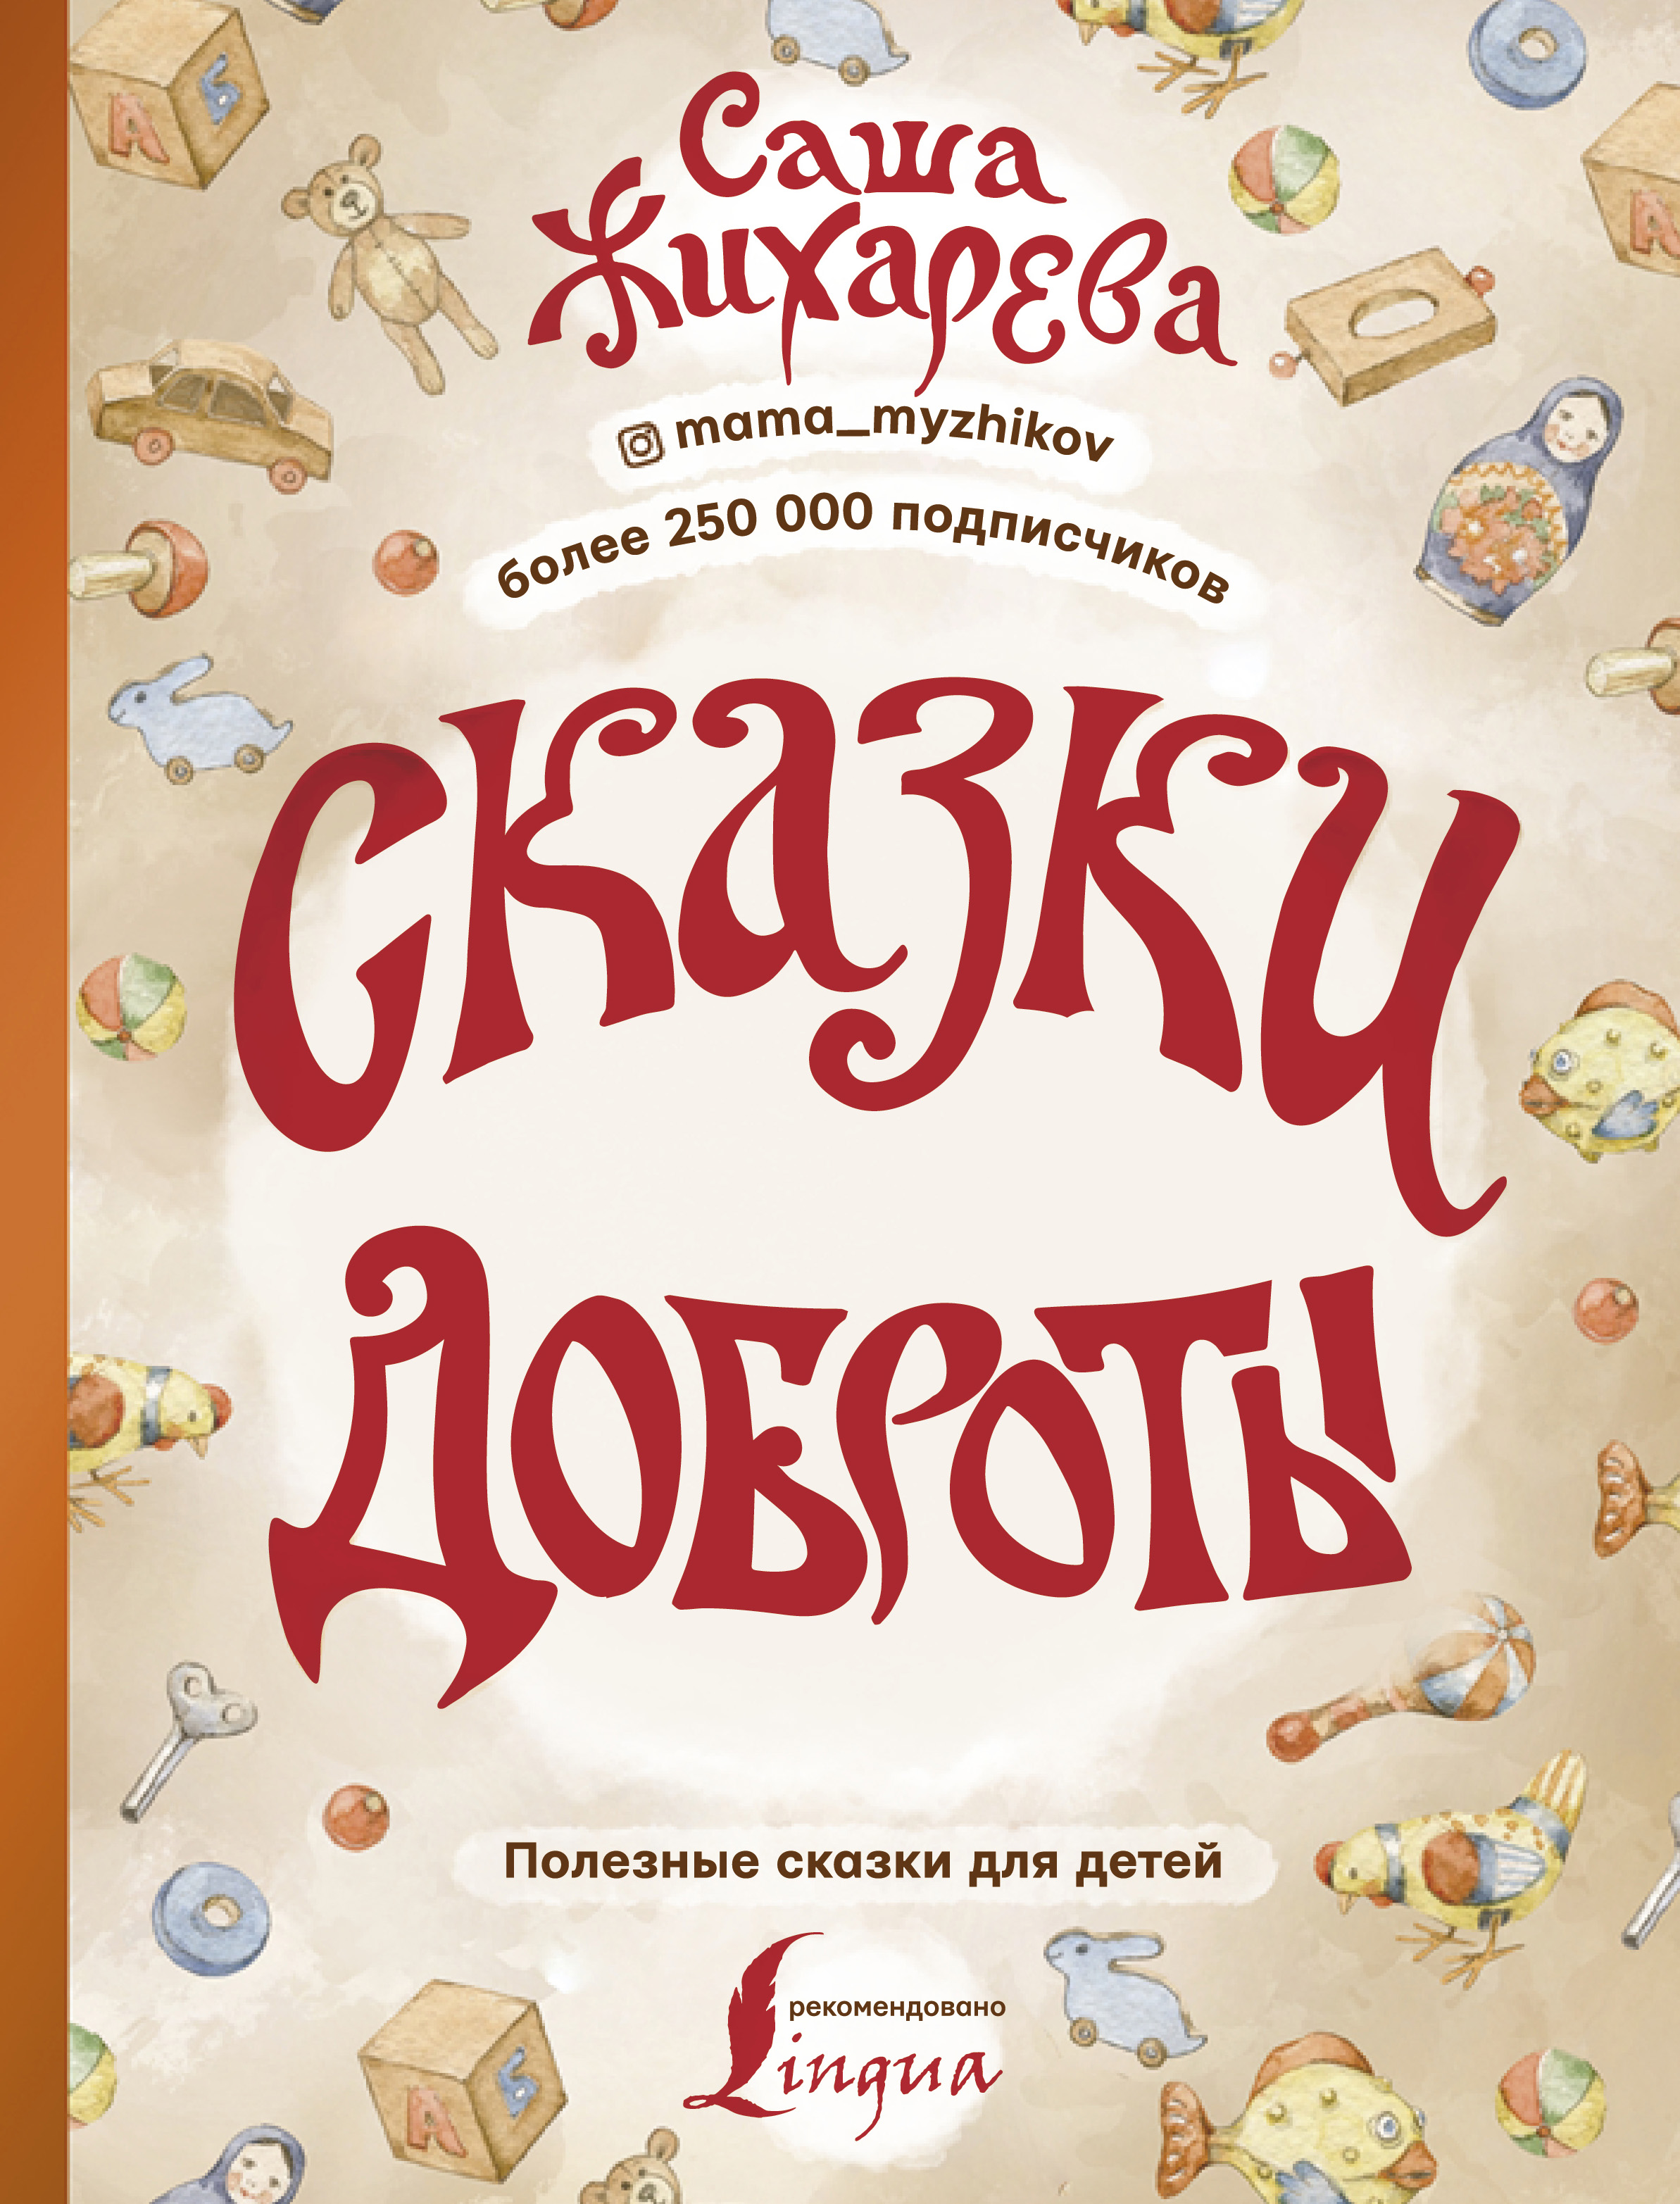 Саша
Жихарева
mama_myzhikov
более 250 000 подписчиков
Сказки
ДОБРОТЫ
Полезные сказки для детей
рекомендовано
Lingua
А Б
А
А Б